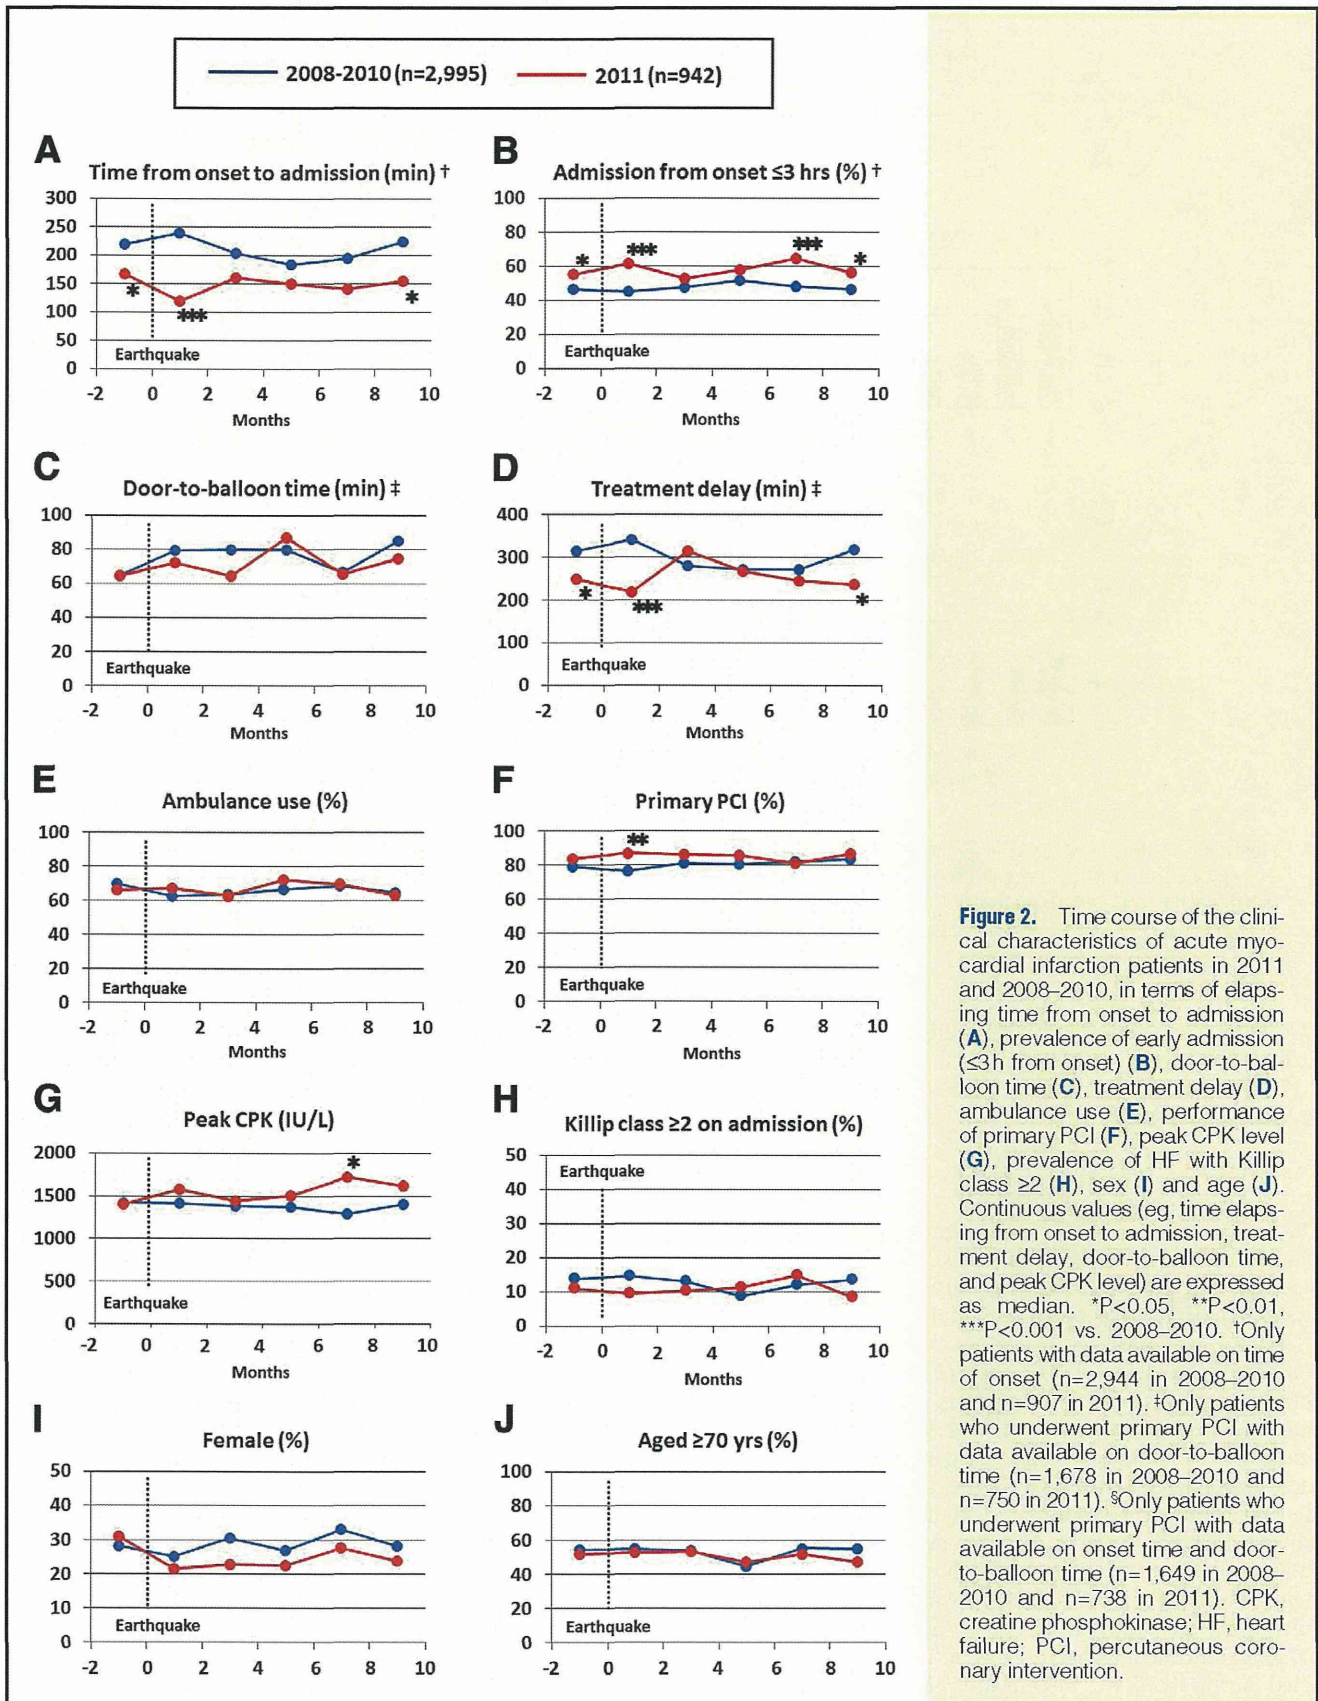 2008-2010 (n=2,995) 2011 (n=942)
A
Time from onset to admission (min) †
300
250
200
150
100
50
0
*
***
*
Earthquake
-2 0 2 4 6 8 10
Months
B
Admission from onset ≤3 hrs (%) †
100
80
60
40
20
0
*
***
***
*
Earthquake
-2 0 2 4 6 8 10
Months
C
Door-to-balloon time (min) ‡
100
80
60
40
20
0
Earthquake
-2 0 2 4 6 8 10
Months
D
Treatment delay (min) ‡
400
300
200
100
0
*
***
*
Earthquake
-2 0 2 4 6 8 10
Months
E
Ambulance use (%)
100
80
60
40
20
0
Earthquake
-2 0 2 4 6 8 10
Months
F
Primary PCI (%)
100
80
60
40
20
0
**
Earthquake
-2 0 2 4 6 8 10
Months
G
Peak CPK (IU/L)
2000
1500
1000
500
0
*
Earthquake
-2 0 2 4 6 8 10
Months
H
Killip class ≥2 on admission (%)
50
40
30
20
10
0
Earthquake
-2 0 2 4 6 8 10
Months
I
Female (%)
50
40
30
20
10
0
Earthquake
-2 0 2 4 6 8 10
J
Aged ≥70 yrs (%)
100
80
60
40
20
0
Earthquake
-2 0 2 4 6 8 10
Figure 2. Time course of the clini-
cal characteristics of acute myo-
cardial infarction patients in 2011
and 2008–2010, in terms of elaps-
ing time from onset to admission
(A), prevalence of early admission
(≤3h from onset) (B), door-to-bal-
loon time (C), treatment delay (D),
ambulance use (E), performance
of primary PCI (F), peak CPK level
(G), prevalence of HF with Killip
class ≥2 (H), sex (I) and age (J).
Continuous values (eg, time elaps-
ing from onset to admission, treat-
ment delay, door-to-balloon time,
and peak CPK level) are expressed
as median. *P<0.05, **P<0.01,
***P<0.001 vs. 2008–2010. †Only
patients with data available on time
of onset (n=2,944 in 2008–2010
and n=907 in 2011). ‡Only patients
who underwent primary PCI with
data available on door-to-balloon
time (n=1,678 in 2008–2010 and
n=750 in 2011). §Only patients who
underwent primary PCI with data
available on onset time and door-
to-balloon time (n=1,649 in 2008–
2010 and n=738 in 2011). CPK,
creatine phosphokinase; HF, heart
failure; PCI, percutaneous coro-
nary intervention.